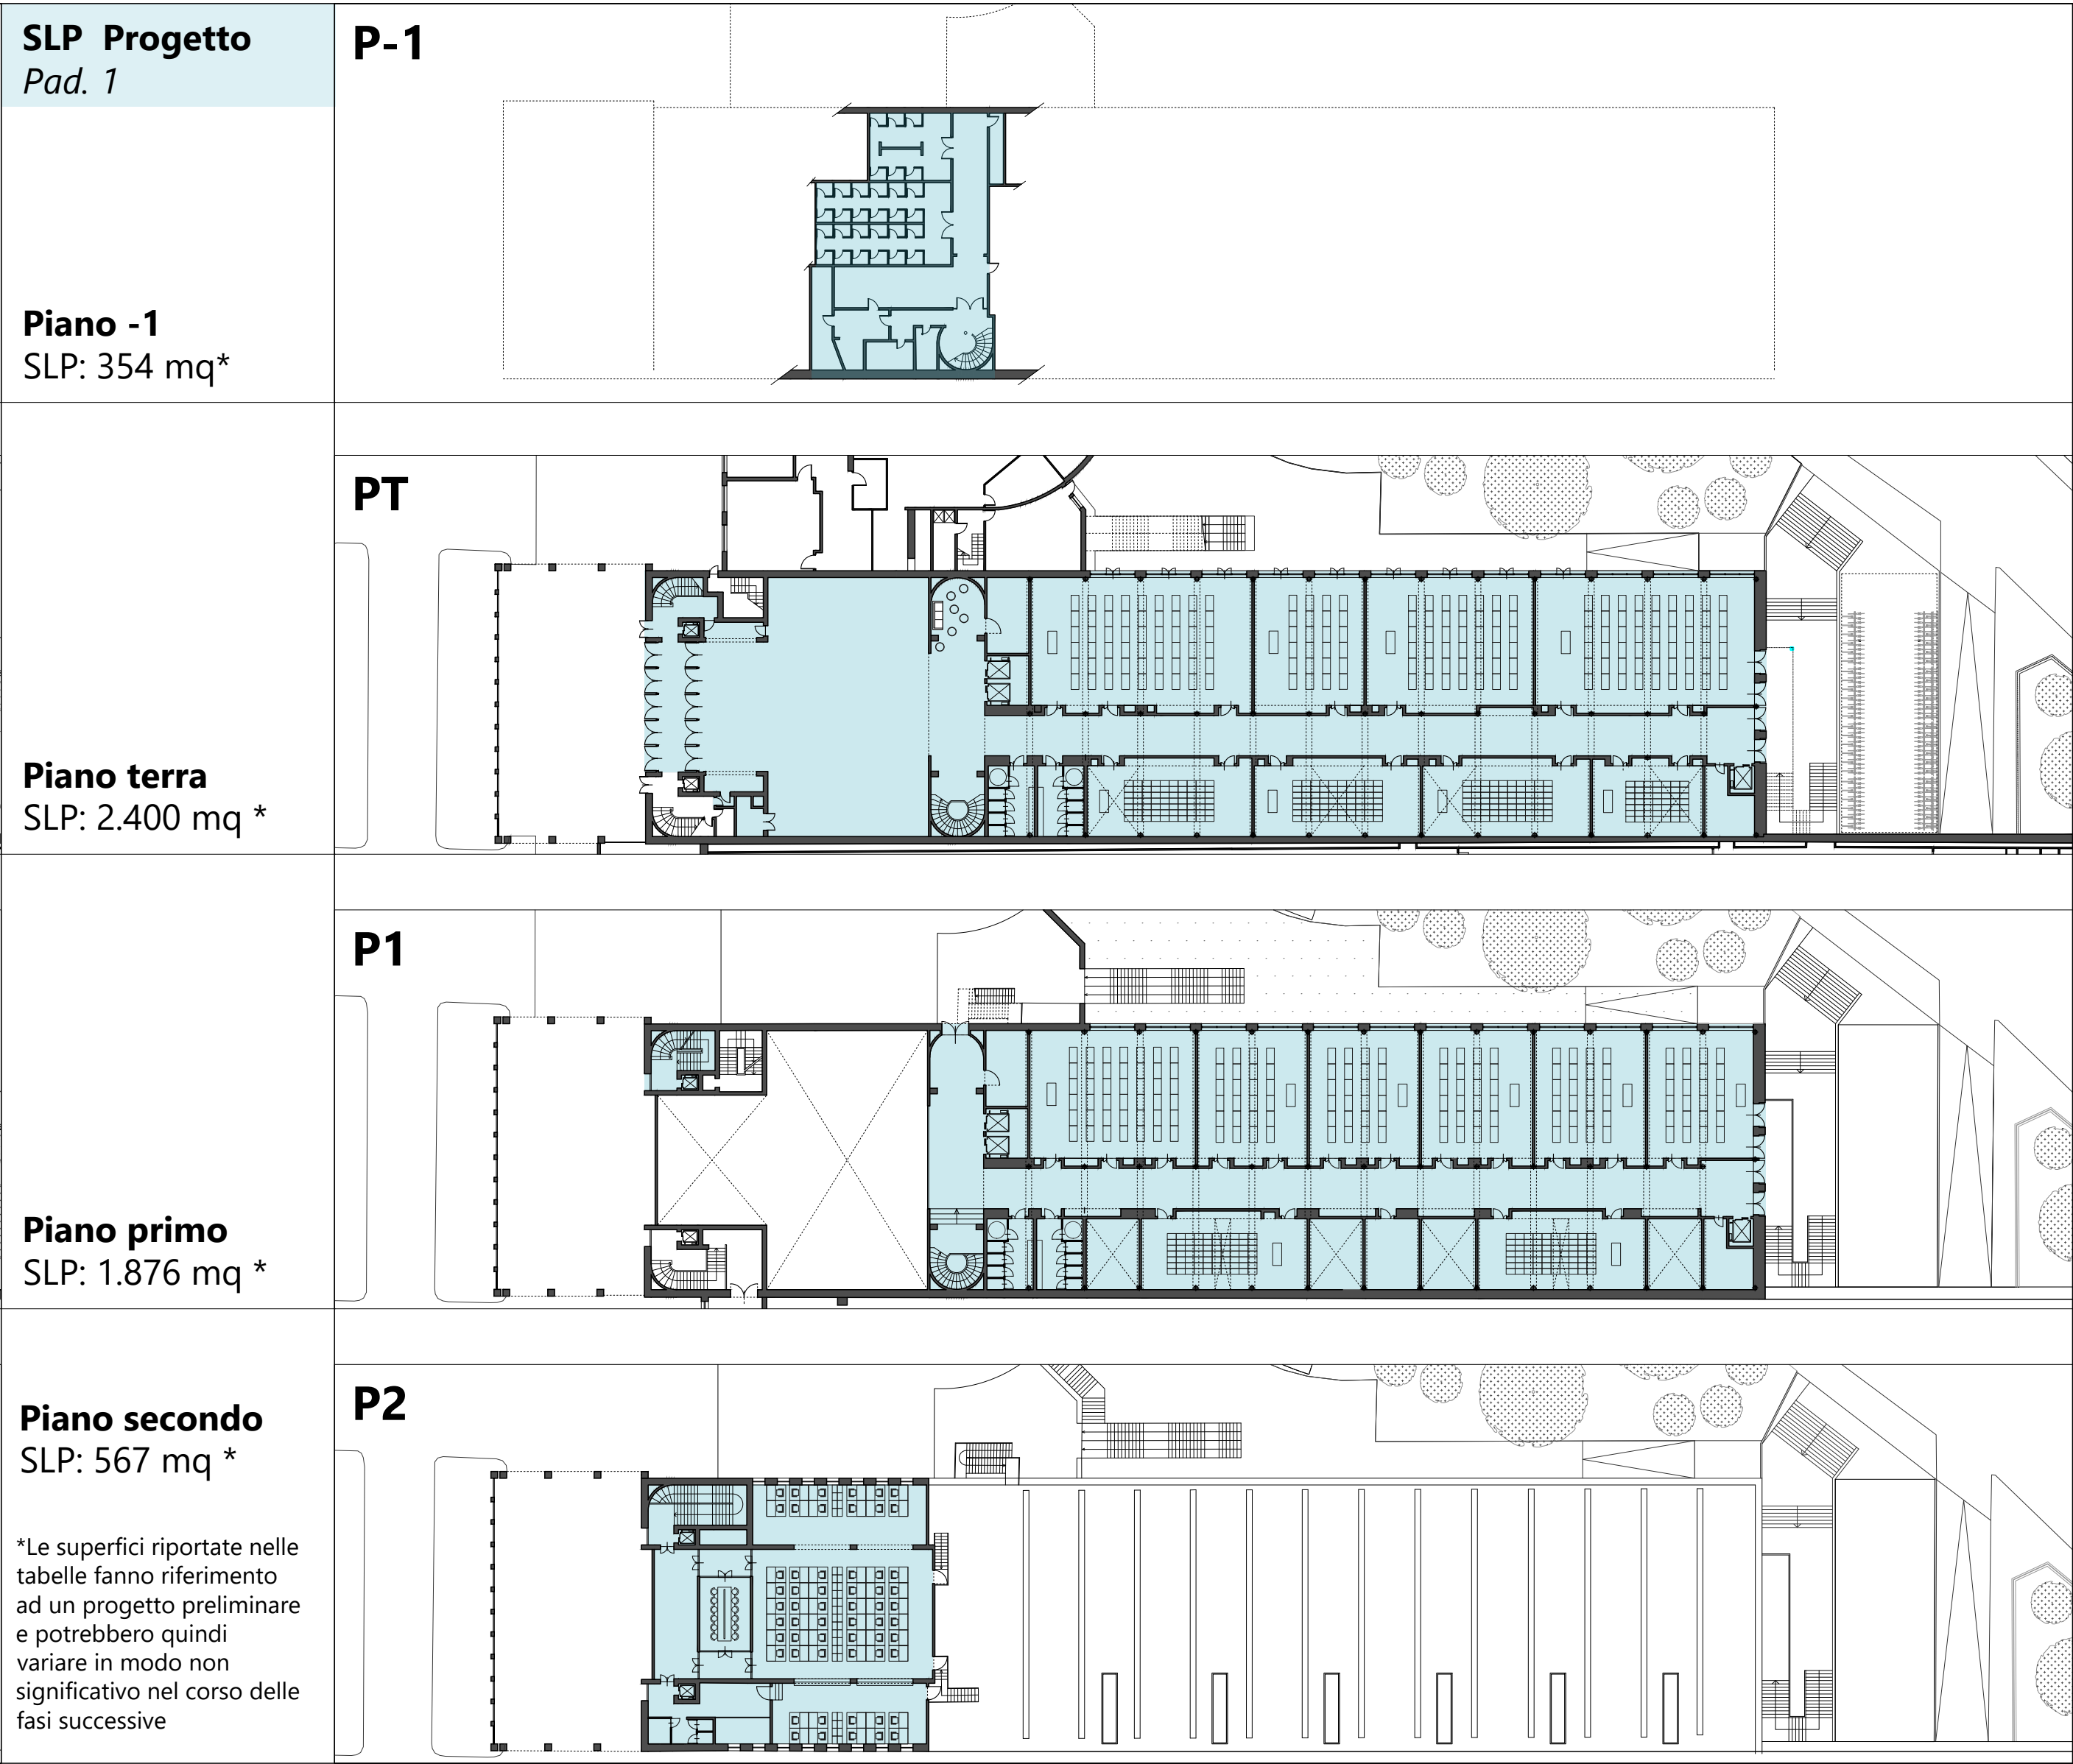 SLP  Progetto
Pad. 1
P-1
Piano -1
SLP: 354 mq*
PT
Piano terra
SLP: 2.400 mq *
P1
Piano primo
SLP: 1.876 mq *
P2
Piano secondo
SLP: 567 mq *
*Le superfici riportate nelle
tabelle fanno riferimento
ad un progetto preliminare
e potrebbero quindi
variare in modo non
significativo nel corso delle
fasi successive